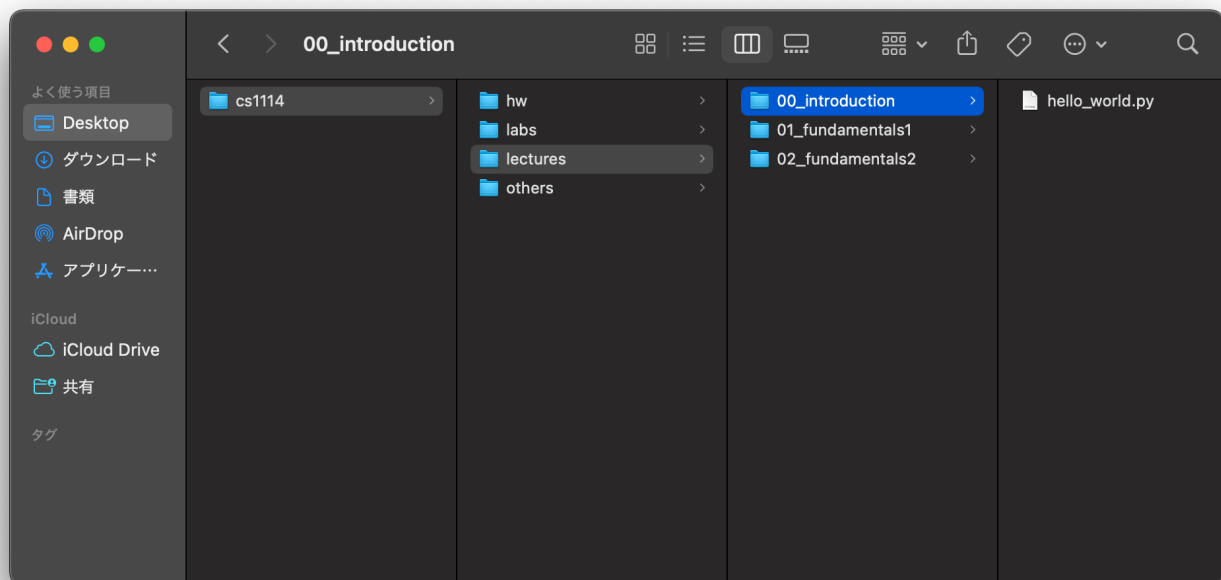 00_introduction
よく使う項目
Desktop
ダウンロード
書類
AirDrop
アプリケー…
iCloud
iCloud Drive
共有
タグ
cs1114
hw
labs
lectures
others
00_introduction
01_fundamentals1
02_fundamentals2
hello_world.py